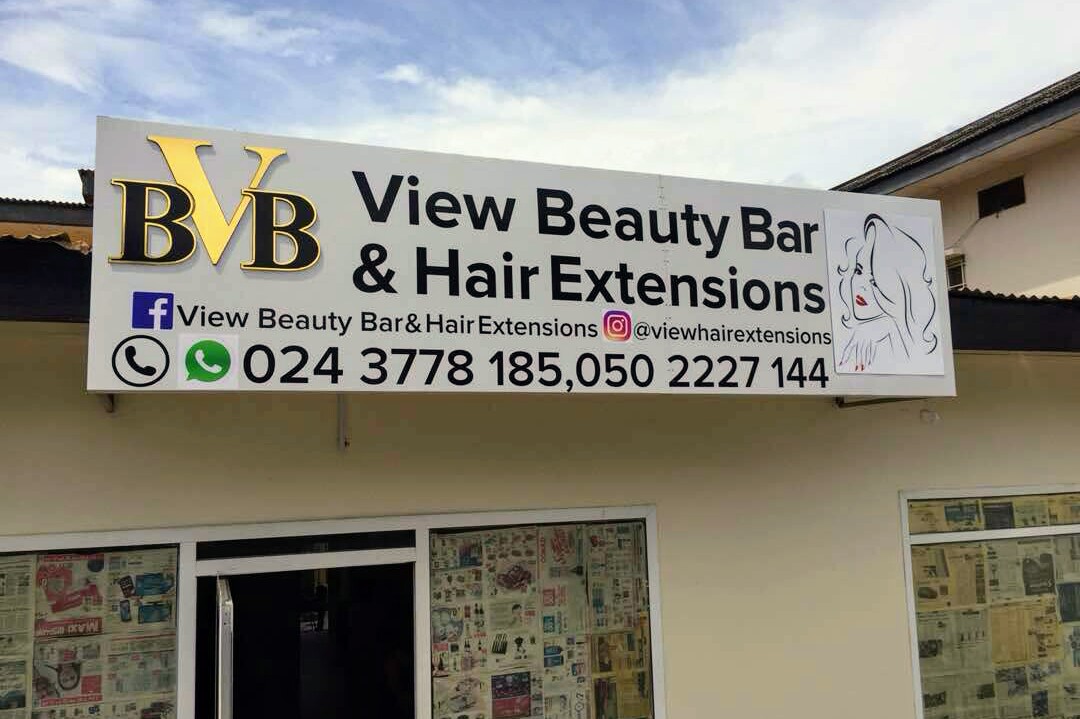 BVB
View Beauty Bar
& Hair Extensions
View Beauty Bar & Hair Extensions @viewhairextensions
024 3778 185, 050 2227 144